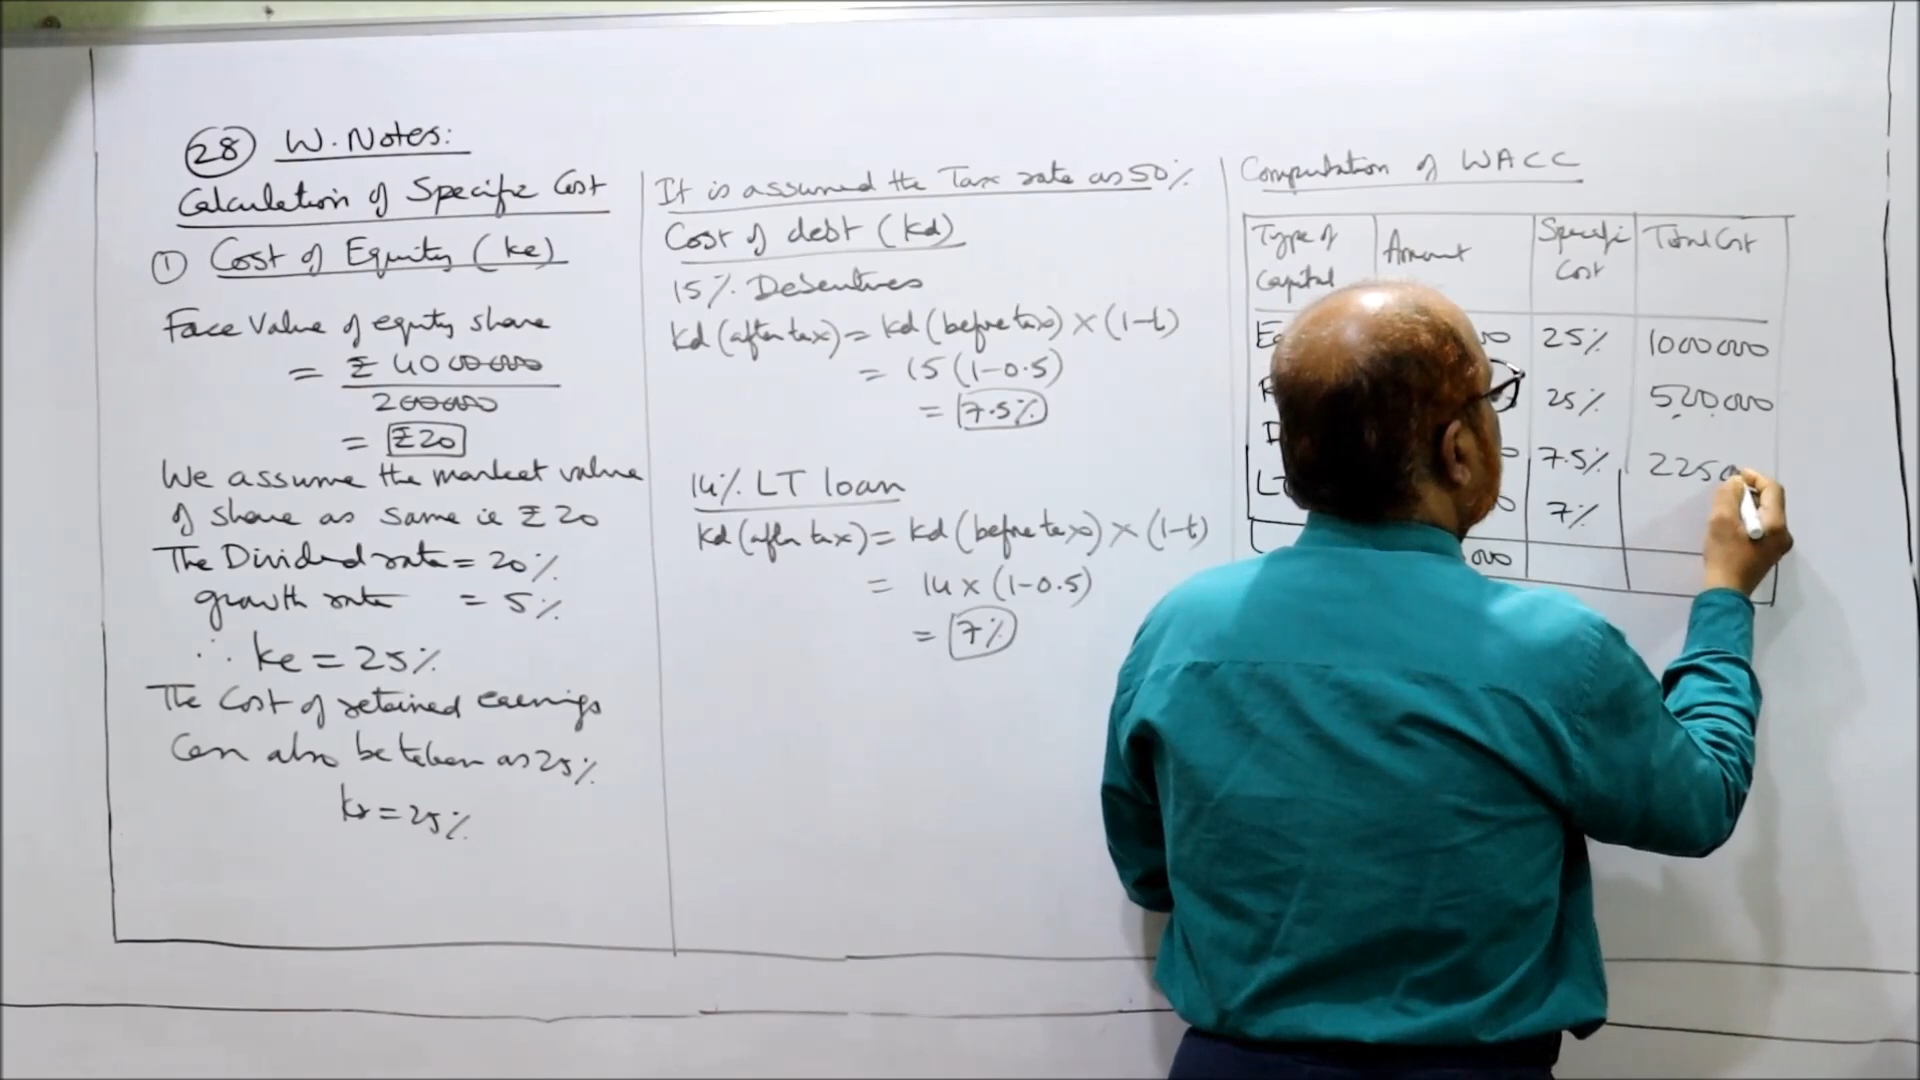 28 W. Notes:
Calculation of Specific Cost
1 Cost of Equity (ke)
Face Value of equity share
= ₹ 4000000
200000
= ₹20
We assume the market value
of share as same ie ₹20
The Dividend rate = 20%
growth rate = 5%
∴ ke = 25%
The Cost of retained earnings
Can also be taken as 25%
kr = 25%
It is assumed the Tax rate as 50%
Cost of debt (kd)
15% Debentures
kd (after tax) = kd (before tax) × (1-t)
= 15 (1-0.5)
= 7.5%
14% LT loan
kd (after tax) = kd (before tax) × (1-t)
= 14 × (1-0.5)
= 7%
Computation of WACC
Type of Capital Amount Specific Cost Total Cost
25% 1000000
25% 520000
7.5% 225
7%